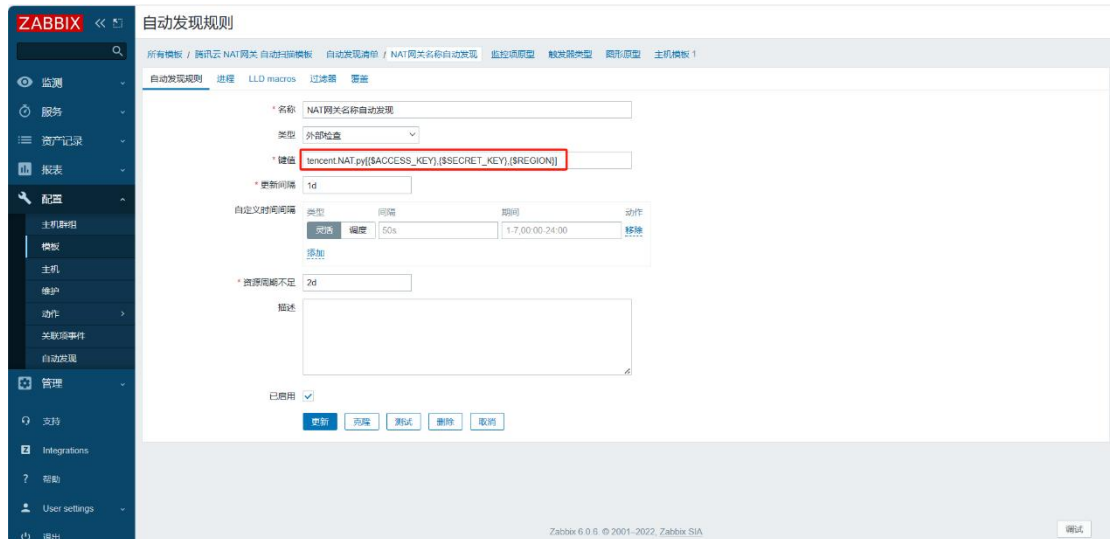 ZABBIX
自动发现规则
所有模板 / 腾讯云 NAT网关 自动扫描模板 自动发现清单 / NAT网关名称自动发现 监控项原型 触发器类型 图形原型 主机模板 1
自动发现规则 进程 LLD macros 过滤器 覆盖
* 名称 NAT网关名称自动发现
类型 外部检查
* 键值 tencent.NAT.py[{$ACCESS_KEY},{$SECRET_KEY},{$REGION}]
* 更新间隔 1d
自定义时间间隔 类型 间隔 期间 动作
灵活 调度 50s 1-7,00:00-24:00 移除
添加
* 资源周期不足 2d
描述
已启用
更新 克隆 测试 删除 取消
监测
服务
资产记录
报表
配置
主机群组
模板
主机
维护
动作
关联项事件
自动发现
管理
支持
Integrations
帮助
User settings
退出
Zabbix 6.0.6. © 2001–2022, Zabbix SIA
调试